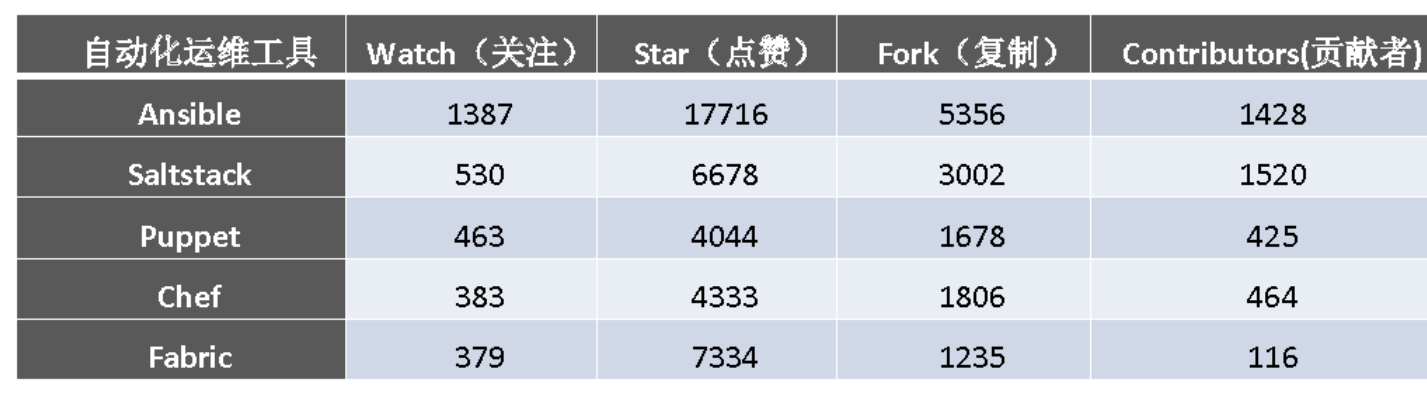 自动化运维工具 Watch（关注） Star（点赞） Fork（复制） Contributors(贡献者)
Ansible 1387 17716 5356 1428
Saltstack 530 6678 3002 1520
Puppet 463 4044 1678 425
Chef 383 4333 1806 464
Fabric 379 7334 1235 116